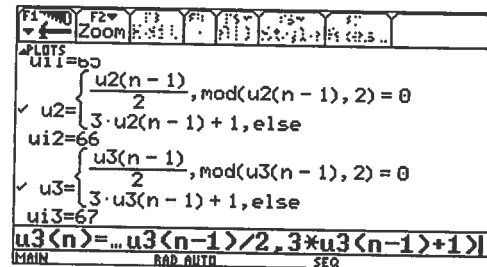 F1 F2
Zoom
PLOTS
ui1=65
u2={u2(n - 1)/2, mod(u2(n - 1), 2) = 0
3·u2(n - 1) + 1, else
ui2=66
u3={u3(n - 1)/2, mod(u3(n - 1), 2) = 0
3·u3(n - 1) + 1, else
ui3=67
u3(n)=…u3(n-1)/2,3*u3(n-1)+1)
MAIN RAD AUTO SEQ